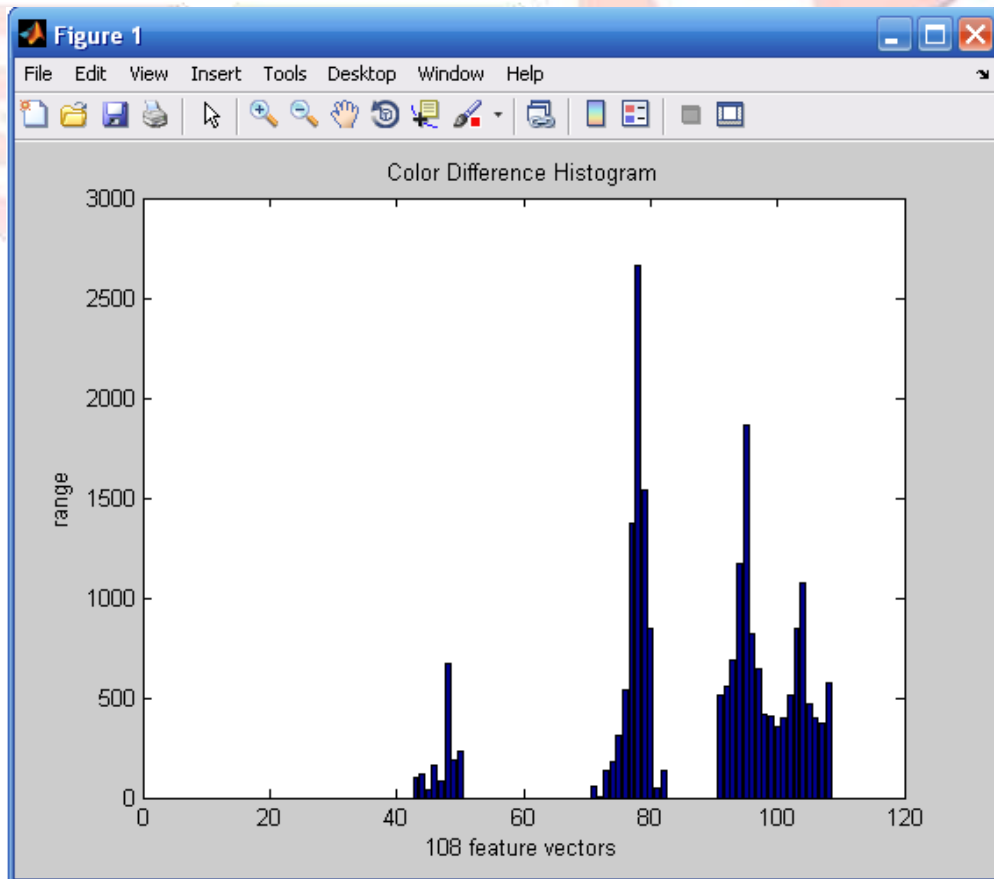 Figure 1
File Edit View Insert Tools Desktop Window Help
Color Difference Histogram
3000
2500
2000
1500
1000
500
0
range
0 20 40 60 80 100 120
108 feature vectors